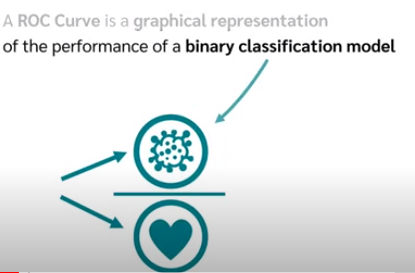 A ROC Curve is a graphical representation
of the performance of a binary classification model